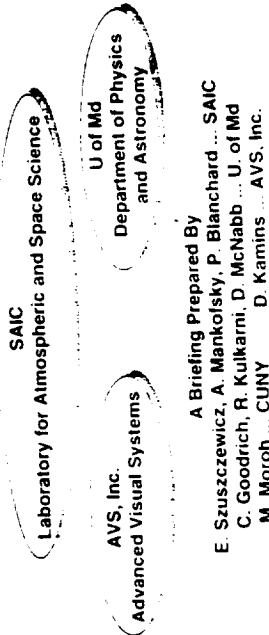 SAIC
Laboratory for Atmospheric and Space Science
AVS, Inc.
Advanced Visual Systems
U of Md
Department of Physics
and Astronomy
A Briefing Prepared By
E. Szuszczewicz, A. Mankofsky, P. Blanchard ... SAIC
C. Goodrich, R. Kulkarni, D. McNabb ... U. of Md
M. Moroh ... CUNY D. Kamins ... AVS, Inc.